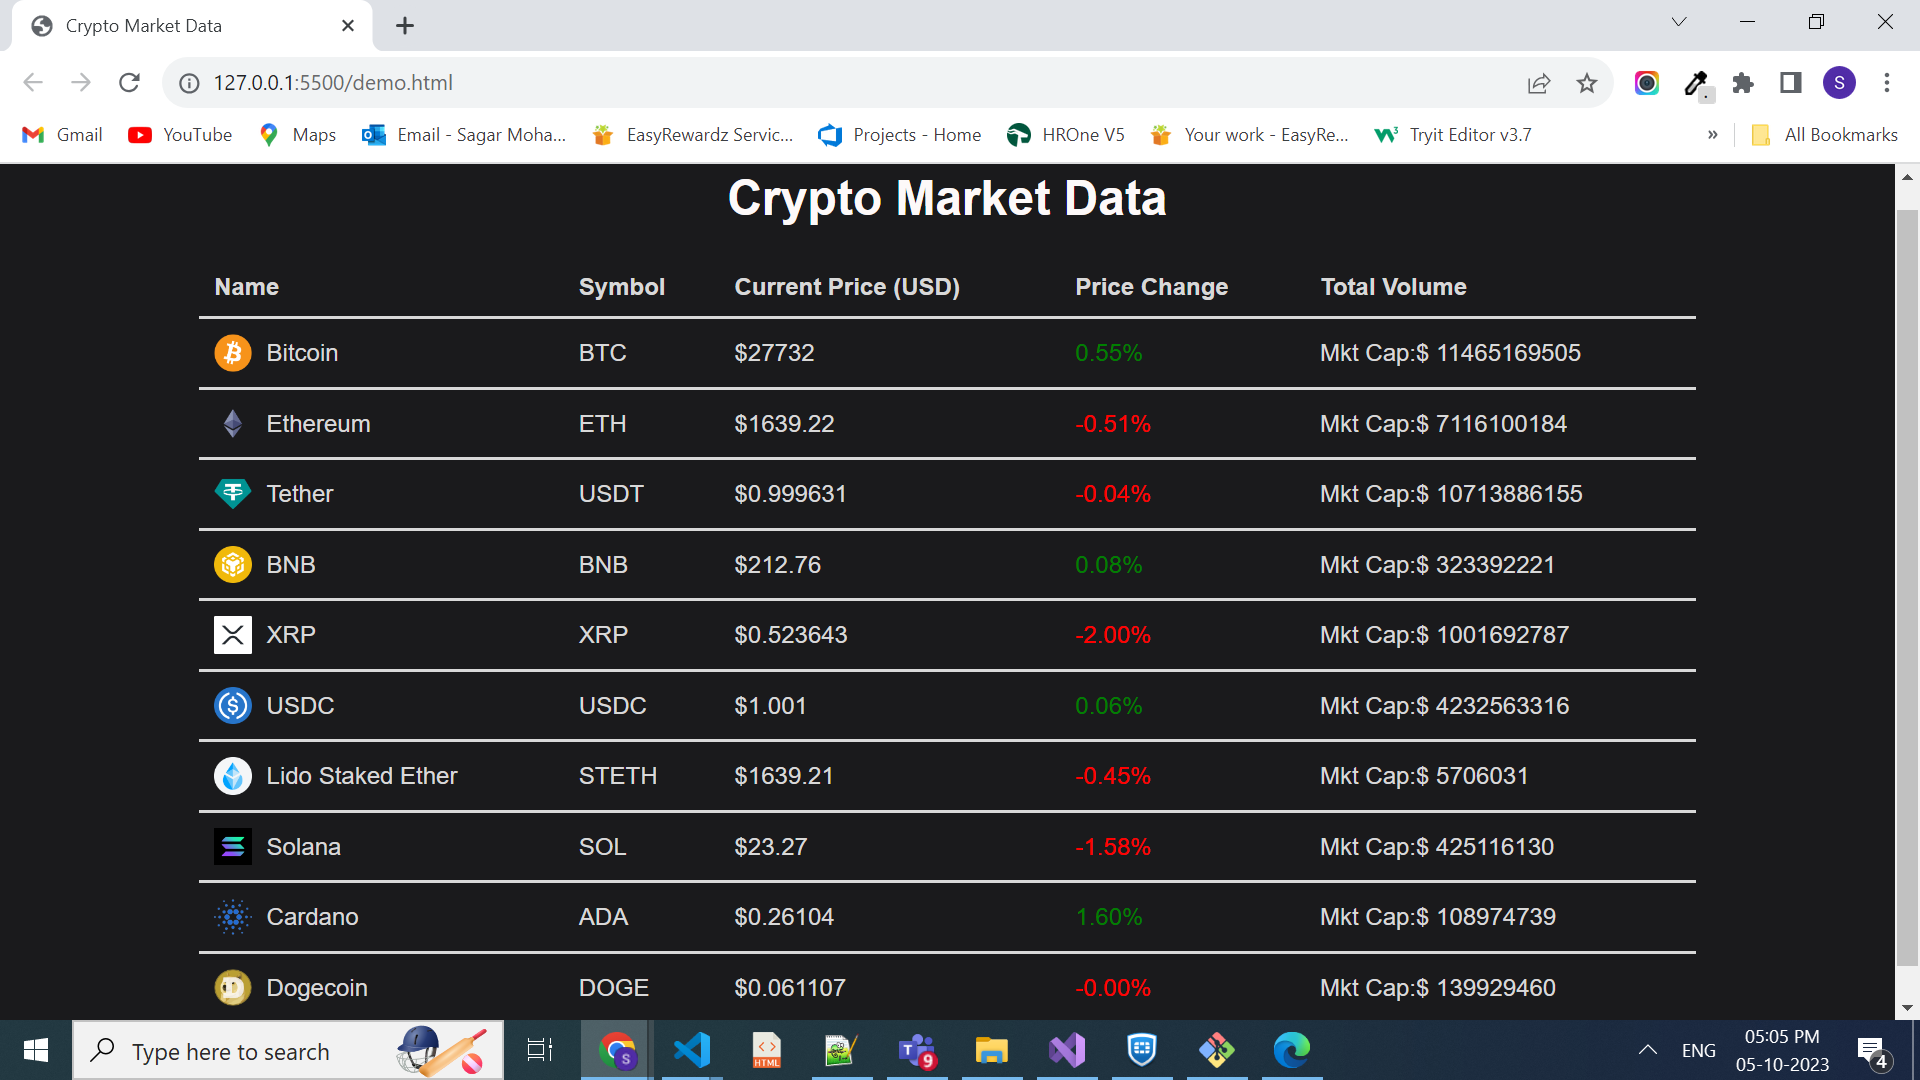 Crypto Market Data
127.0.0.1:5500/demo.html
S
Gmail YouTube Maps Email - Sagar Moha... EasyRewardz Servic... Projects - Home HROne V5 Your work - EasyRe... Tryit Editor v3.7 » All Bookmarks
Crypto Market Data
Name Symbol Current Price (USD) Price Change Total Volume
Bitcoin BTC $27732 0.55% Mkt Cap:$ 11465169505
Ethereum ETH $1639.22 -0.51% Mkt Cap:$ 7116100184
Tether USDT $0.999631 -0.04% Mkt Cap:$ 10713886155
BNB BNB $212.76 0.08% Mkt Cap:$ 323392221
XRP XRP $0.523643 -2.00% Mkt Cap:$ 1001692787
USDC USDC $1.001 0.06% Mkt Cap:$ 4232563316
Lido Staked Ether STETH $1639.21 -0.45% Mkt Cap:$ 5706031
Solana SOL $23.27 -1.58% Mkt Cap:$ 425116130
Cardano ADA $0.26104 1.60% Mkt Cap:$ 108974739
Dogecoin DOGE $0.061107 -0.00% Mkt Cap:$ 139929460
Type here to search S HTML T 9 ENG 05:05 PM 4
05-10-2023